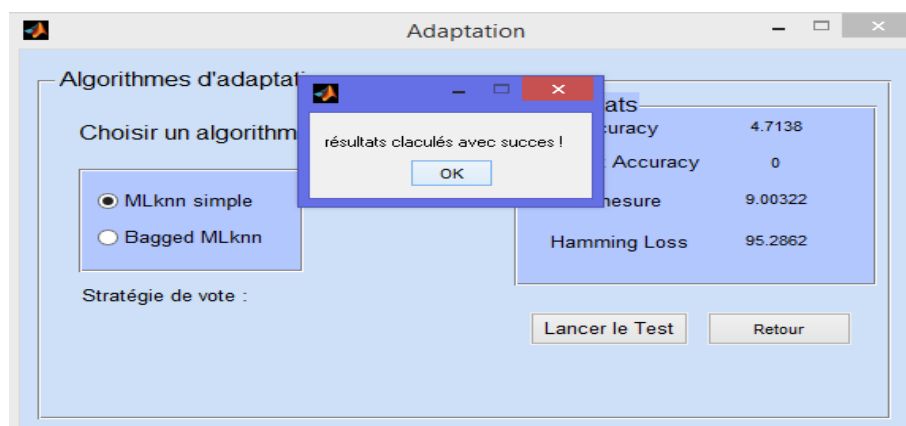 Adaptation
Algorithmes d'adaptat
ats
Choisir un algorithm
résultats claculés avec succes !
OK
curacy 4.7138
Accuracy 0
MLknn simple
mesure 9.00322
Bagged MLknn
Hamming Loss 95.2862
Stratégie de vote :
Lancer le Test
Retour